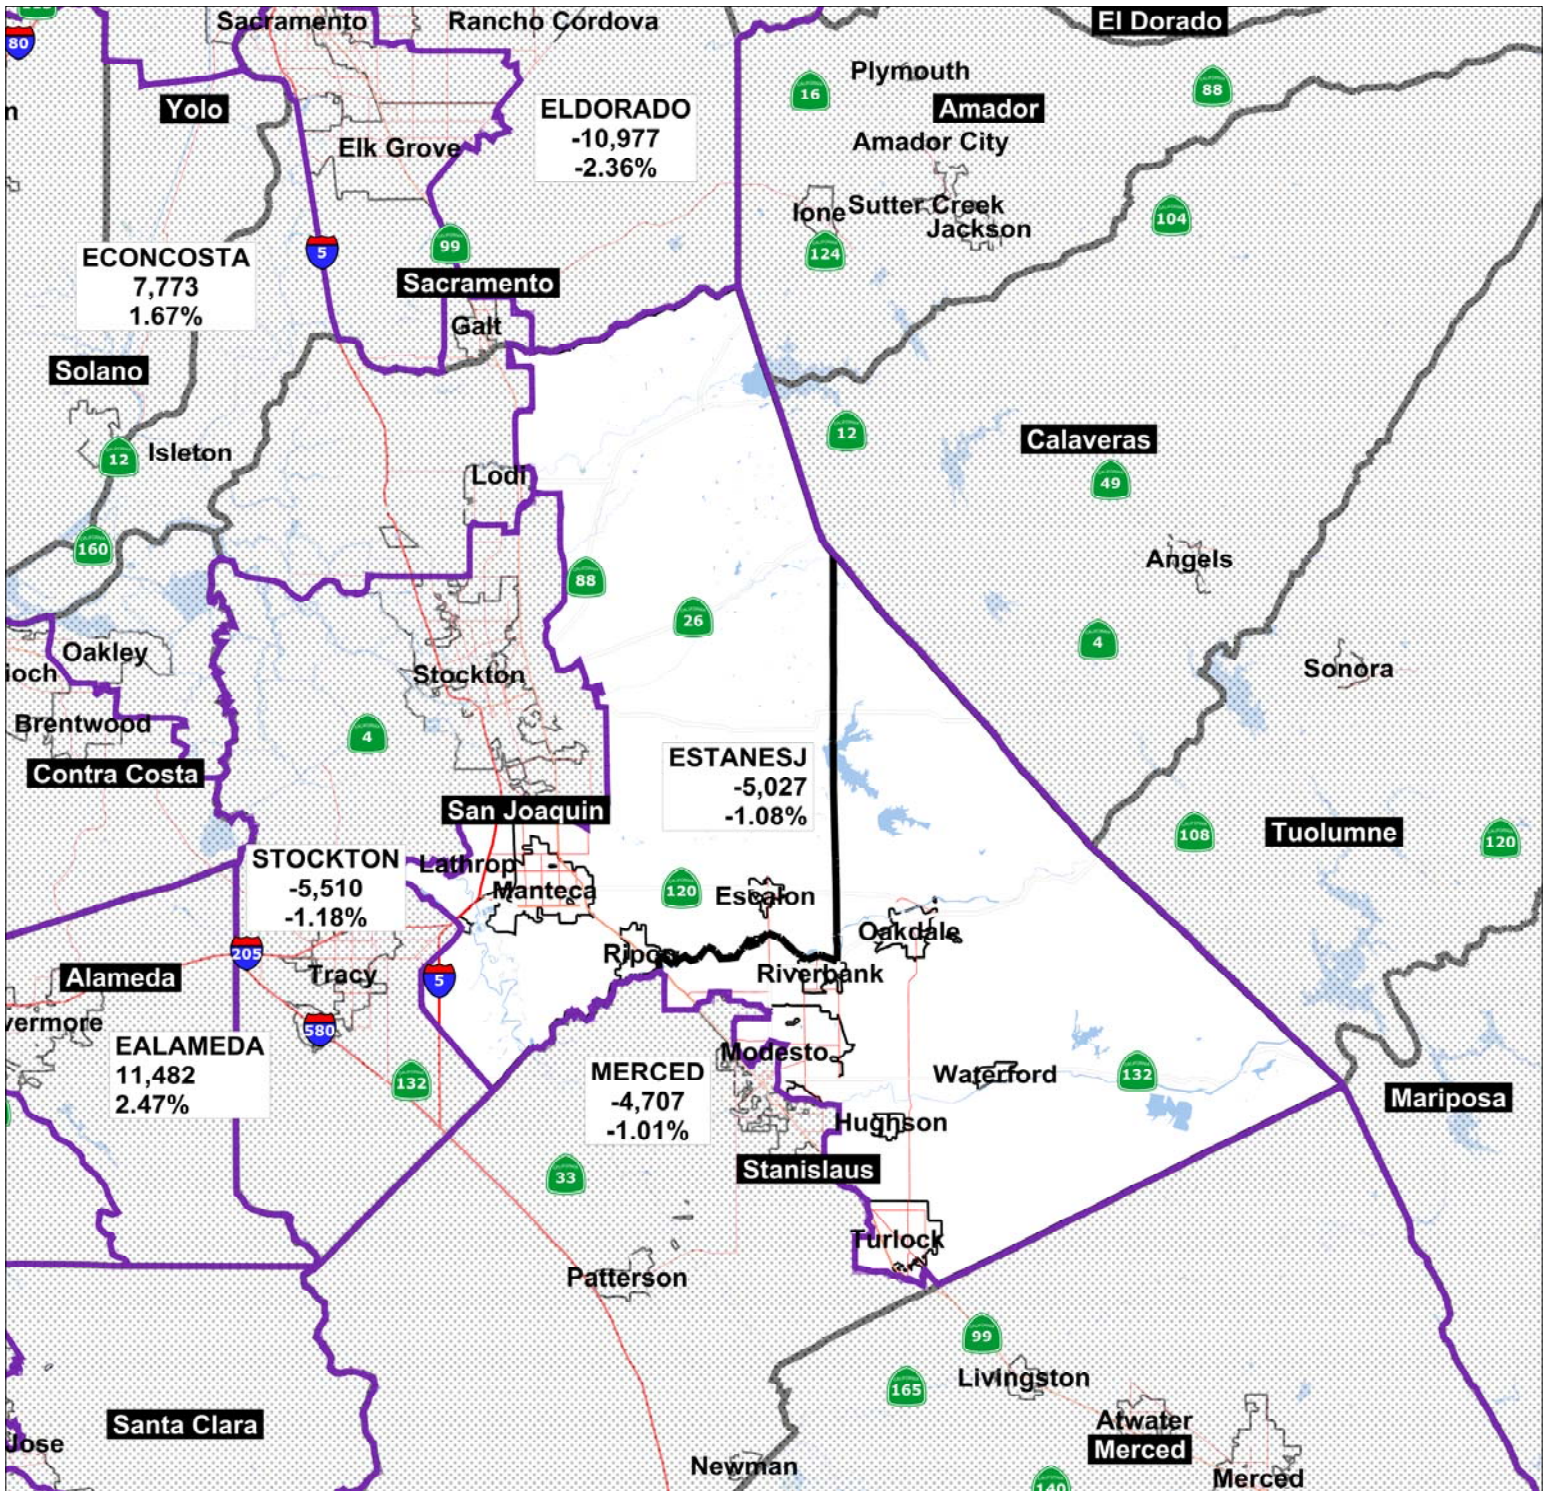 80
Sacramento
Rancho Cordova
El Dorado
Plymouth
16
88
Yolo
ELDORADO
-10,977
-2.36%
Amador
n
Elk Grove
Amador City
Ione
Sutter Creek
Jackson
104
99
5
124
ECONCOSTA
7,773
1.67%
Sacramento
Galt
Solano
12
Calaveras
12
Isleton
Lodi
49
160
Angels
88
26
4
Oakley
ioch
Stockton
Sonora
Brentwood
4
Contra Costa
ESTANESJ
-5,027
-1.08%
San Joaquin
108
Tuolumne
120
STOCKTON
-5,510
-1.18%
Lathrop
Manteca
120
Escalon
Oakdale
205
Ripon
Alameda
Tracy
5
Riverbank
vermore
580
EALAMEDA
11,482
2.47%
Modesto
132
MERCED
-4,707
-1.01%
Waterford
132
Mariposa
Hughson
33
Stanislaus
Turlock
Patterson
99
165
Livingston
Santa Clara
Atwater
Merced
Jose
Newman
Merced
140